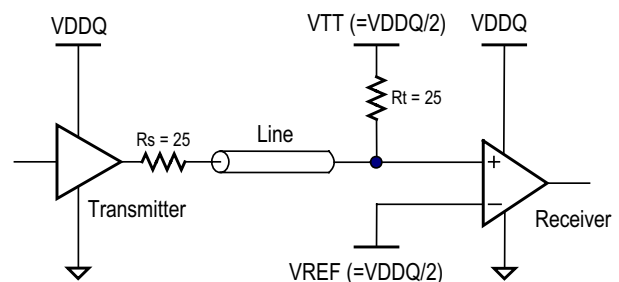 VDDQ
VTT (=VDDQ/2)
VDDQ
Rs = 25
Line
Rt = 25
+
−
Transmitter
Receiver
VREF (=VDDQ/2)